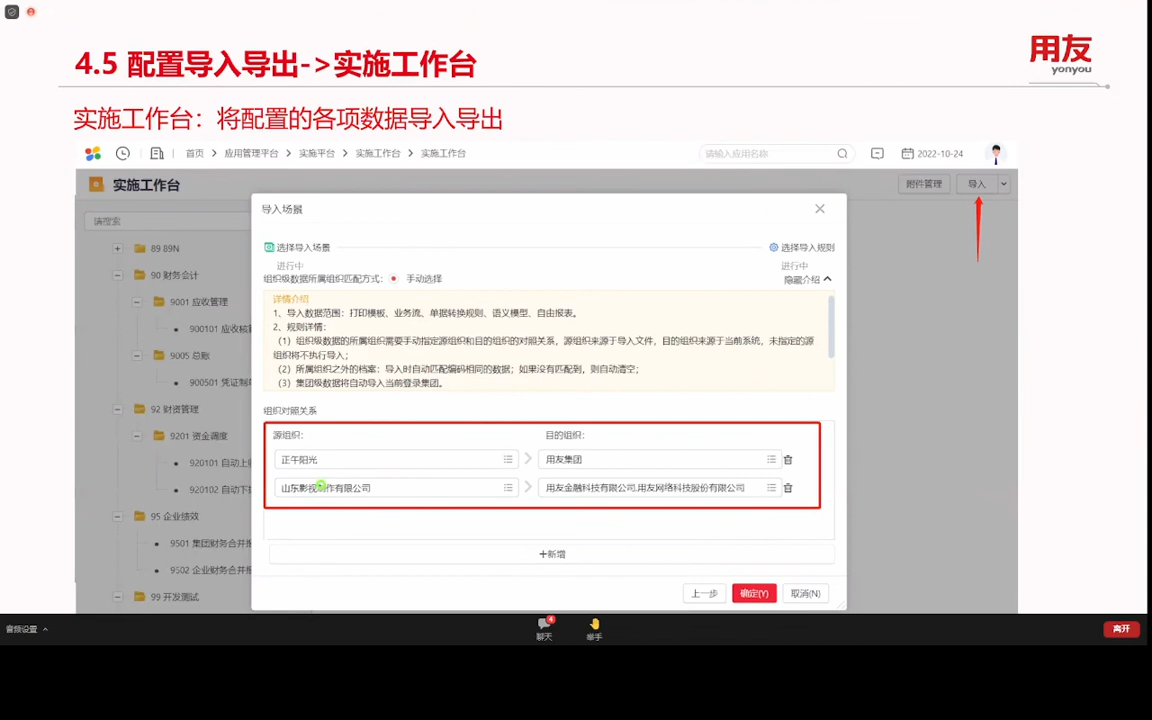 4.5 配置导入导出->实施工作台
用友
yonyou
实施工作台：将配置的各项数据导入导出
首页 > 应用管理平台 > 实施平台 > 实施工作台 > 实施工作台
请输入应用名称
2022-10-24
实施工作台
附件管理
导入
请搜索
导入场景
89 89N
90 财务会计
9001 应收管理
900101 应收核
9005 总账
900501 凭证制
92 财资管理
9201 资金调度
920101 自动上
920102 自动下
95 企业绩效
9501 集团财务合并
9502 企业财务合并
99 开发测试
选择导入场景
进行中
选择导入规则
进行中
组织级数据所属组织匹配方式：
手动选择
隐藏介绍
详情介绍
1、导入数据范围：打印模板、业务流、单据转换规则、语义模型、自由报表。
2、规则详情：
（1）组织级数据的所属组织需要手动指定源组织和目的组织的对照关系，源组织来源于导入文件，目的组织来源于当前系统，未指定的源
组织将不执行导入；
（2）所属组织之外的档案：导入时自动匹配编码相同的数据；如果没有匹配到，则自动清空；
（3）集团级数据将自动导入当前登录集团。
组织对照关系
源组织：
目的组织：
正午阳光
用友集团
山东影视 作有限公司
用友金融科技有限公司,用友网络科技股份有限公司
+新增
上一步
确定(Y)
取消(N)
音频设置
4
聊天
举手
离开